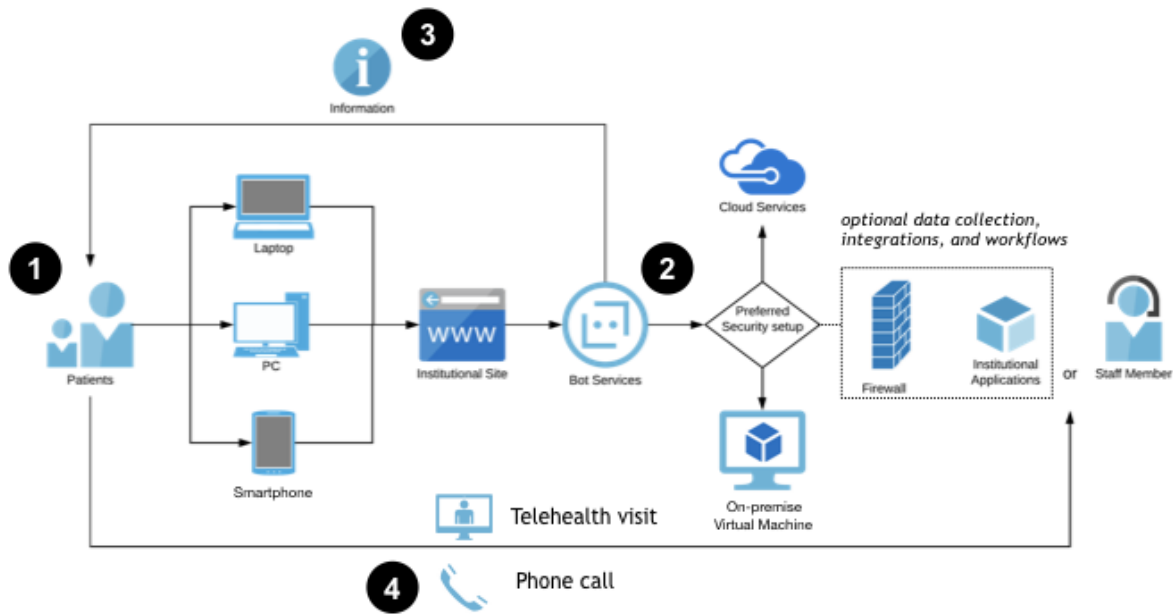 3
Information
Laptop
Cloud Services
optional data collection,
integrations, and workflows
1
2
Patients
PC
WWW
Institutional Site
Bot Services
Preferred
Security setup
Firewall
Institutional
Applications
or
Staff Member
Smartphone
On-premise
Virtual Machine
Telehealth visit
4
Phone call